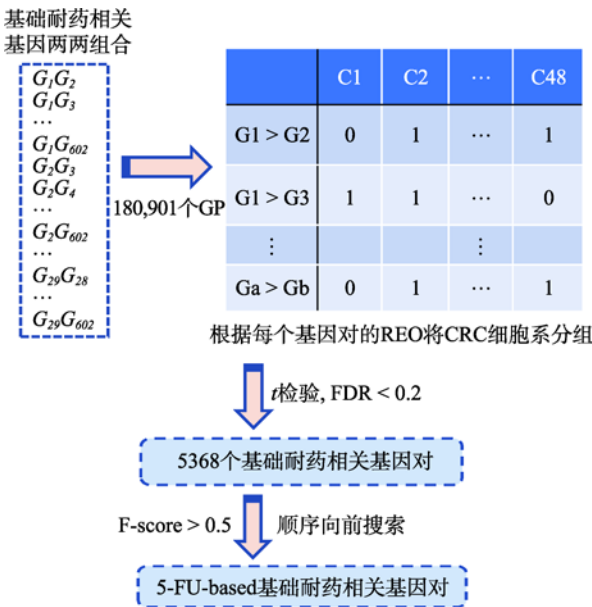 基础耐药相关
基因两两组合
G1G2
G1G3
...
G1G602
G2G3
G2G4
...
G2G602
...
G29G28
...
G29G602
180,901个GP
C1 C2 ... C48
G1 > G2 0 1 ... 1
G1 > G3 1 1 ... 0
⋮ ⋮
Ga > Gb 0 1 ... 1
根据每个基因对的REO将CRC细胞系分组
t检验, FDR < 0.2
5368个基础耐药相关基因对
F-score > 0.5 顺序向前搜索
5-FU-based基础耐药相关基因对